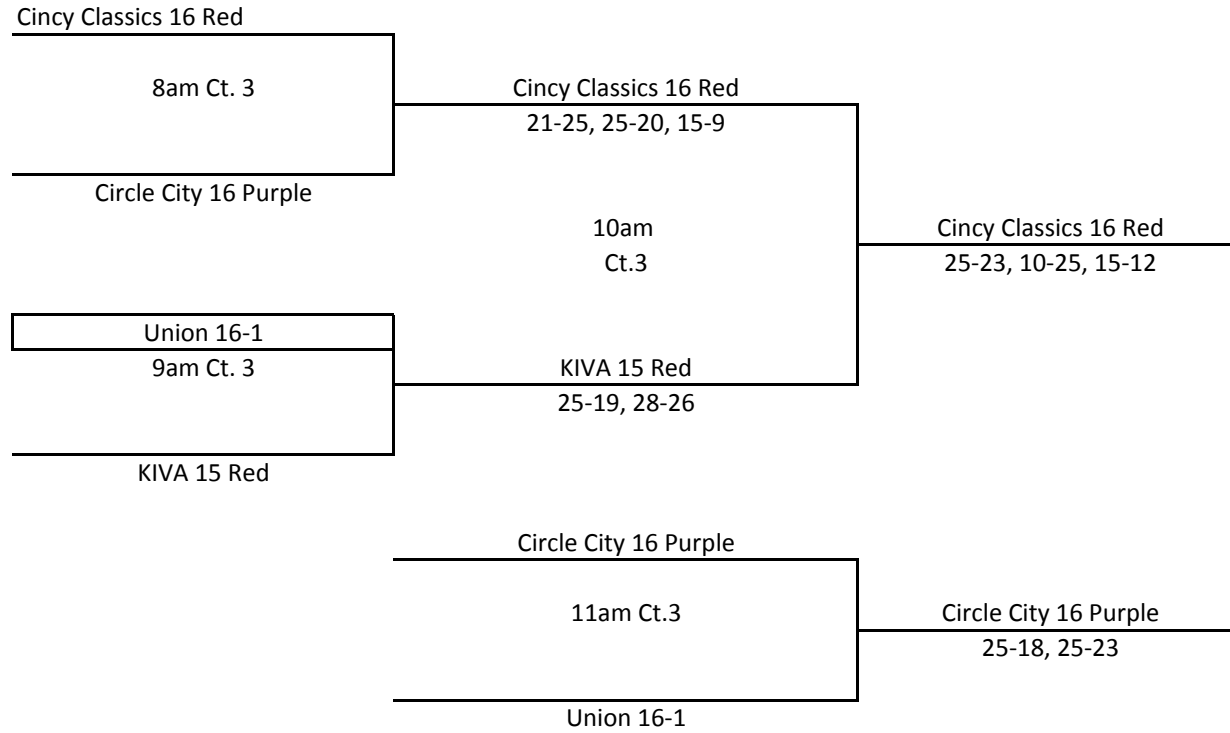 Cincy Classics 16 Red
8am Ct. 3
Cincy Classics 16 Red
21-25, 25-20, 15-9
Circle City 16 Purple
10am
Ct.3
Cincy Classics 16 Red
25-23, 10-25, 15-12
Union 16-1
9am Ct. 3
KIVA 15 Red
25-19, 28-26
KIVA 15 Red
Circle City 16 Purple
11am Ct.3
Circle City 16 Purple
25-18, 25-23
Union 16-1